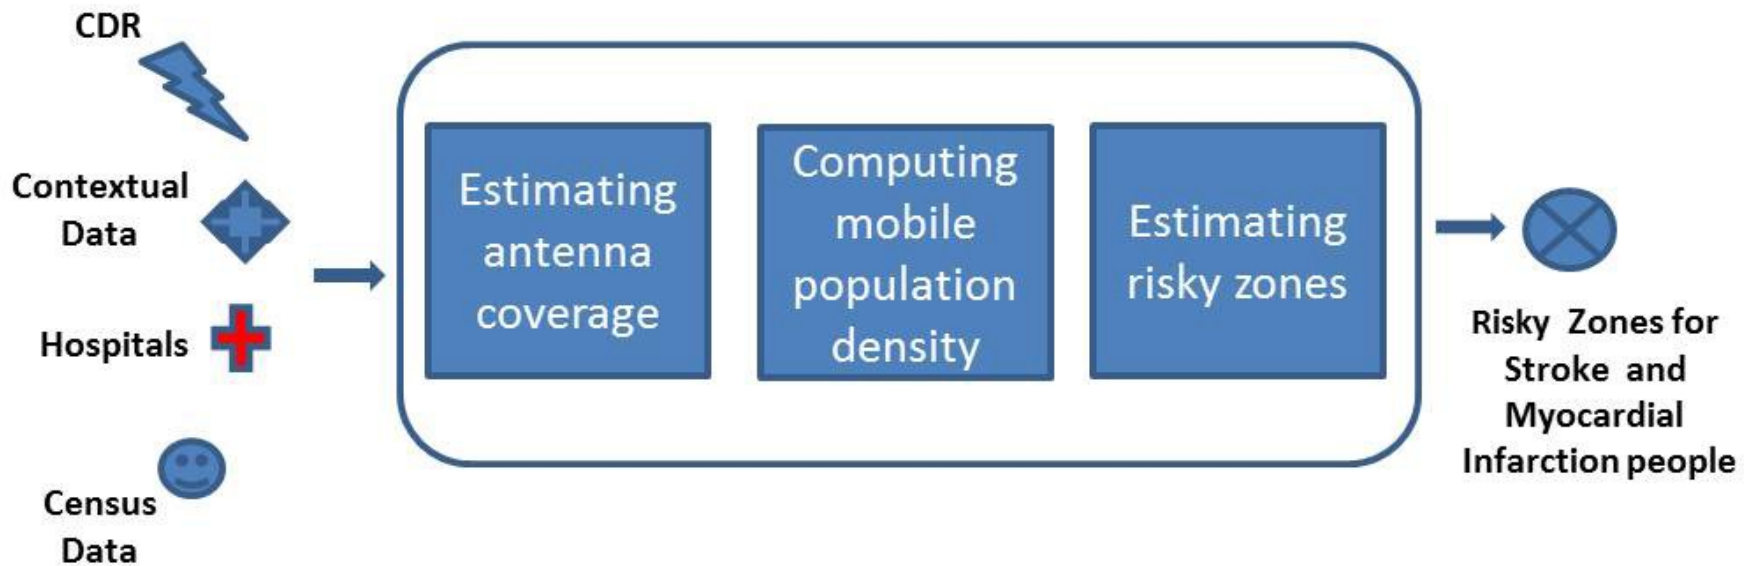 CDR
Contextual
Data
Hospitals
Census
Data
Estimating
antenna
coverage
Computing
mobile
population
density
Estimating
risky zones
Risky Zones for
Stroke and
Myocardial
Infarction people